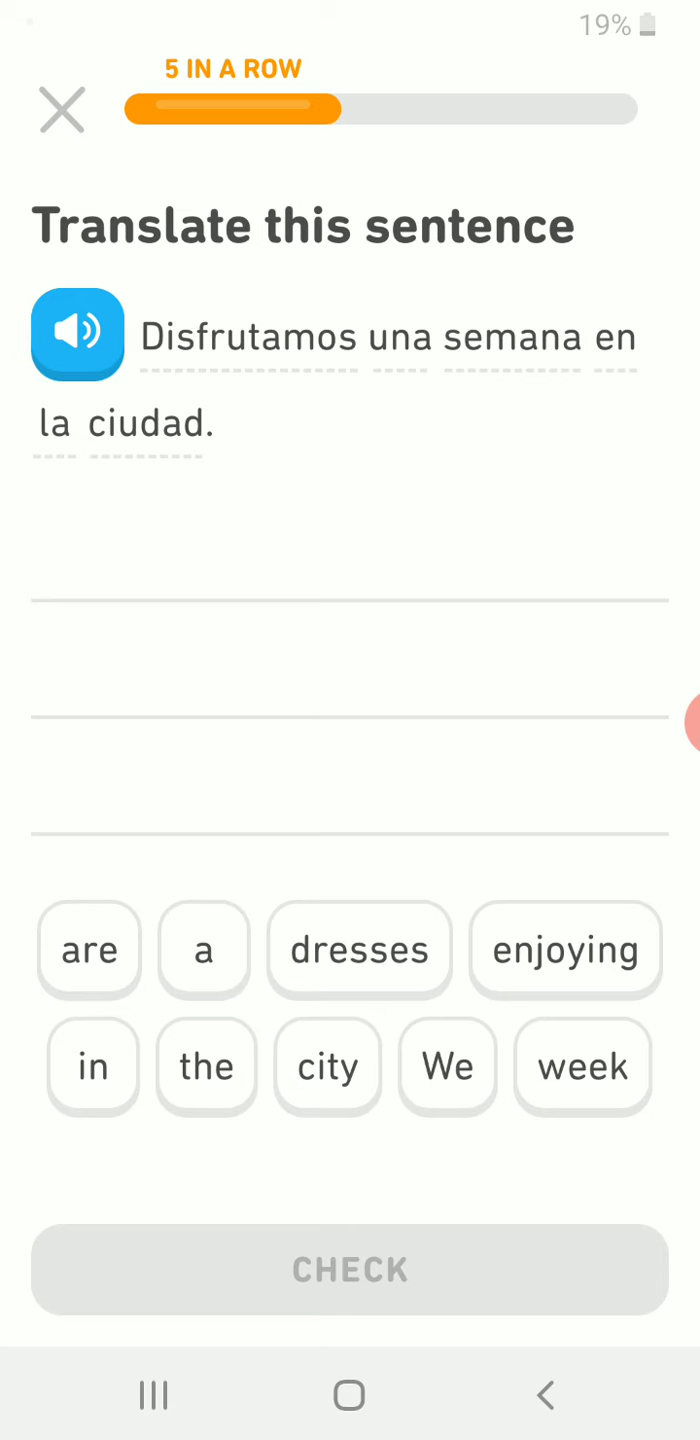 19%
5 IN A ROW
Translate this sentence
Disfrutamos una semana en
la ciudad.
are a dresses enjoying
in the city We week
CHECK